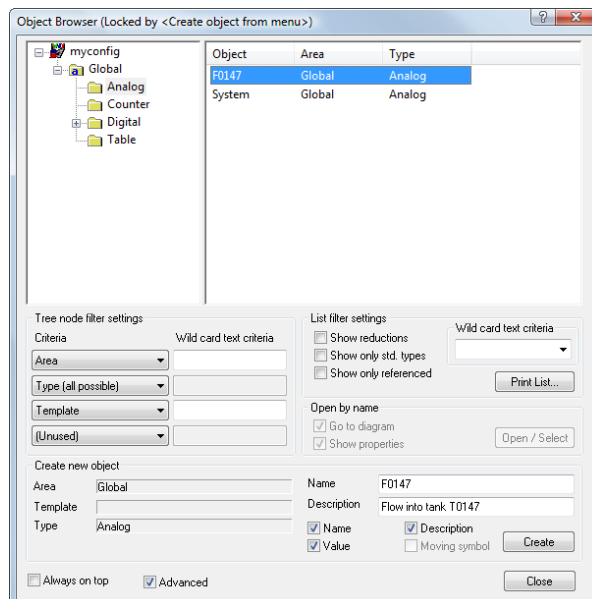 Object Browser (Locked by <Create object from menu>)
myconfig
Global
Analog
Counter
Digital
Table
Object Area Type
F0147 Global Analog
System Global Analog
Tree node filter settings
Criteria Wild card text criteria
Area
Type (all possible)
Template
(Unused)
List filter settings
Show reductions
Show only std. types
Show only referenced
Wild card text criteria
Print List...
Open by name
Go to diagram
Show properties
Open / Select
Create new object
Area Global
Template
Type Analog
Name F0147
Description Flow into tank T0147
Name Description
Value Moving symbol
Create
Always on top Advanced
Close